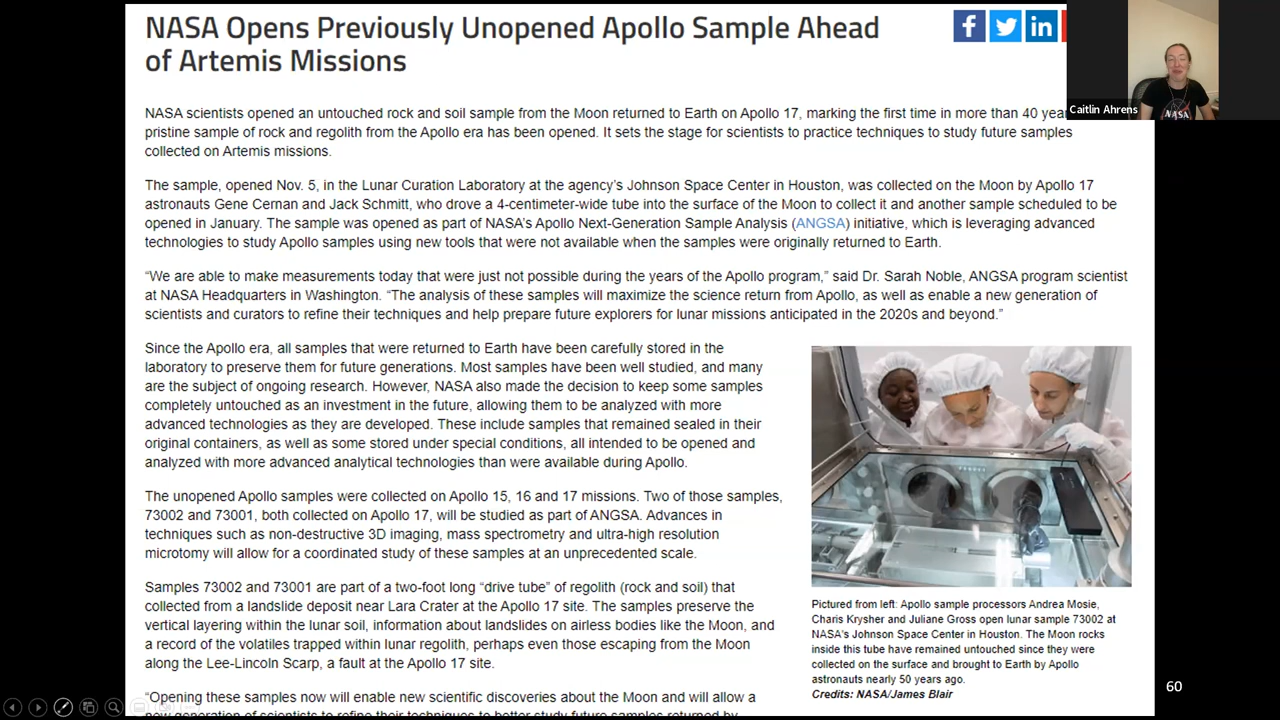 NASA Opens Previously Unopened Apollo Sample Ahead
of Artemis Missions
Caitlin Ahrens
NASA
NASA scientists opened an untouched rock and soil sample from the Moon returned to Earth on Apollo 17, marking the first time in more than 40
pristine sample of rock and regolith from the Apollo era has been opened. It sets the stage for scientists to practice techniques to study future samples
collected on Artemis missions.
The sample, opened Nov. 5, in the Lunar Curation Laboratory at the agency's Johnson Space Center in Houston, was collected on the Moon by Apollo 17
astronauts Gene Cernan and Jack Schmitt, who drove a 4-centimeter-wide tube into the surface of the Moon to collect it and another sample scheduled to be
opened in January. The sample was opened as part of NASA's Apollo Next-Generation Sample Analysis (ANGSA) initiative, which is leveraging advanced
technologies to study Apollo samples using new tools that were not available when the samples were originally returned to Earth.
“We are able to make measurements today that were just not possible during the years of the Apollo program,” said Dr. Sarah Noble, ANGSA program scientist
at NASA Headquarters in Washington. “The analysis of these samples will maximize the science return from Apollo, as well as enable a new generation of
scientists and curators to refine their techniques and help prepare future explorers for lunar missions anticipated in the 2020s and beyond.”
Since the Apollo era, all samples that were returned to Earth have been carefully stored in the
laboratory to preserve them for future generations. Most samples have been well studied, and many
are the subject of ongoing research. However, NASA also made the decision to keep some samples
completely untouched as an investment in the future, allowing them to be analyzed with more
advanced technologies as they are developed. These include samples that remained sealed in their
original containers, as well as some stored under special conditions, all intended to be opened and
analyzed with more advanced analytical technologies than were available during Apollo.
The unopened Apollo samples were collected on Apollo 15, 16 and 17 missions. Two of those samples,
73002 and 73001, both collected on Apollo 17, will be studied as part of ANGSA. Advances in
techniques such as non-destructive 3D imaging, mass spectrometry and ultra-high resolution
microtomy will allow for a coordinated study of these samples at an unprecedented scale.
Samples 73002 and 73001 are part of a two-foot long “drive tube” of regolith (rock and soil) that
collected from a landslide deposit near Lara Crater at the Apollo 17 site. The samples preserve the
vertical layering within the lunar soil, information about landslides on airless bodies like the Moon, and
a record of the volatiles trapped within lunar regolith, perhaps even those escaping from the Moon
along the Lee-Lincoln Scarp, a fault at the Apollo 17 site.
“Opening these samples now will enable new scientific discoveries about the Moon and will allow a
new generation of scientists to refine their techniques to better study future samples returned by
Pictured from left: Apollo sample processors Andrea Mosie,
Charis Krysher and Juliane Gross open lunar sample 73002 at
NASA's Johnson Space Center in Houston. The Moon rocks
inside this tube have remained untouched since they were
collected on the surface and brought to Earth by Apollo
astronauts nearly 50 years ago.
Credits: NASA/James Blair
60